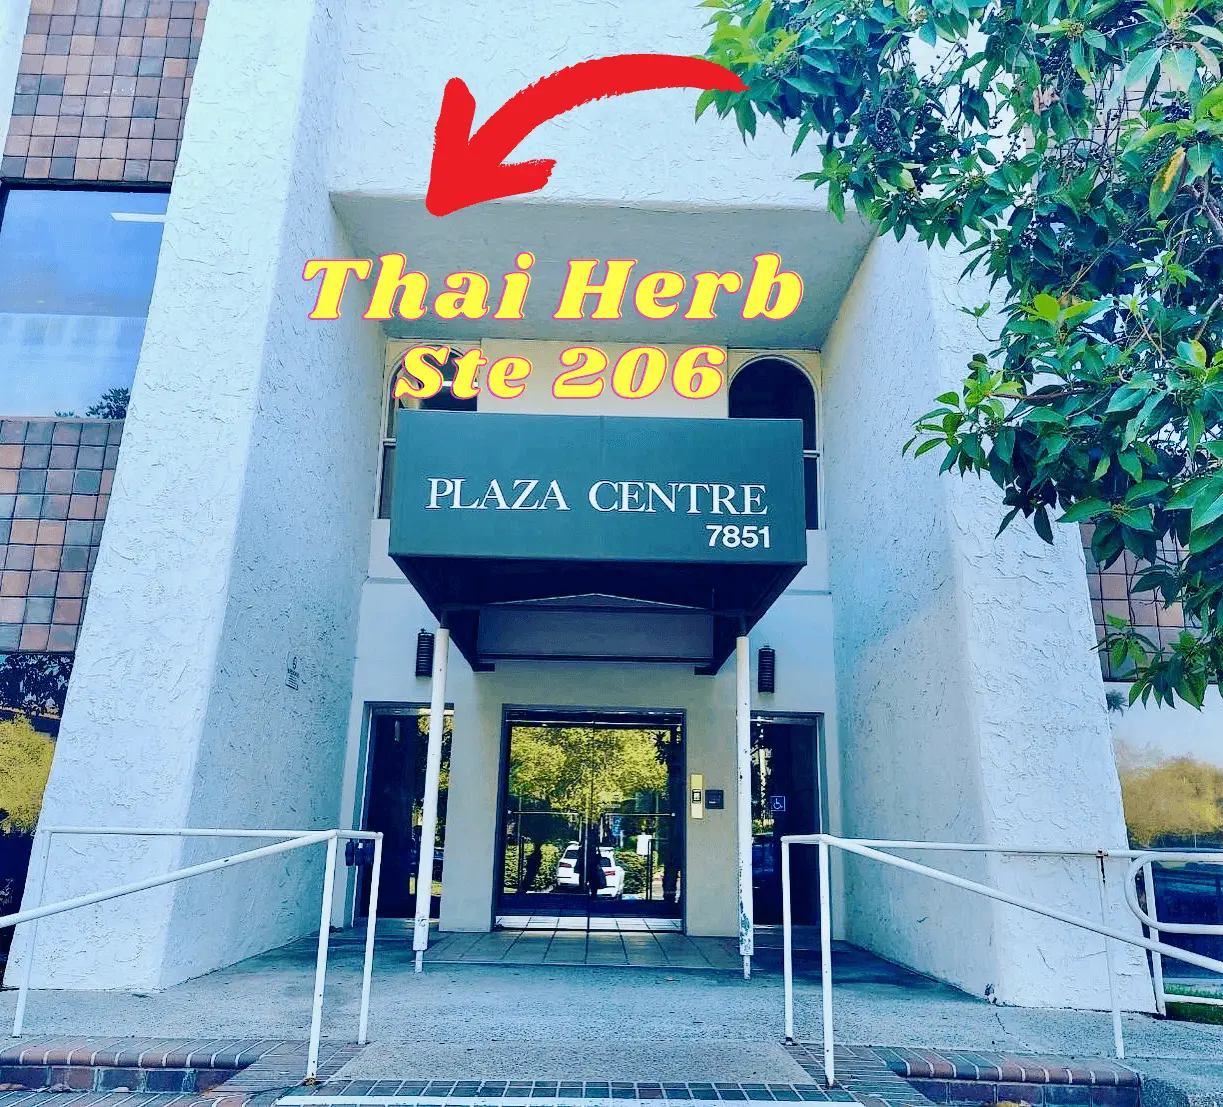 Thai Herb
Ste 206
PLAZA CENTRE
7851